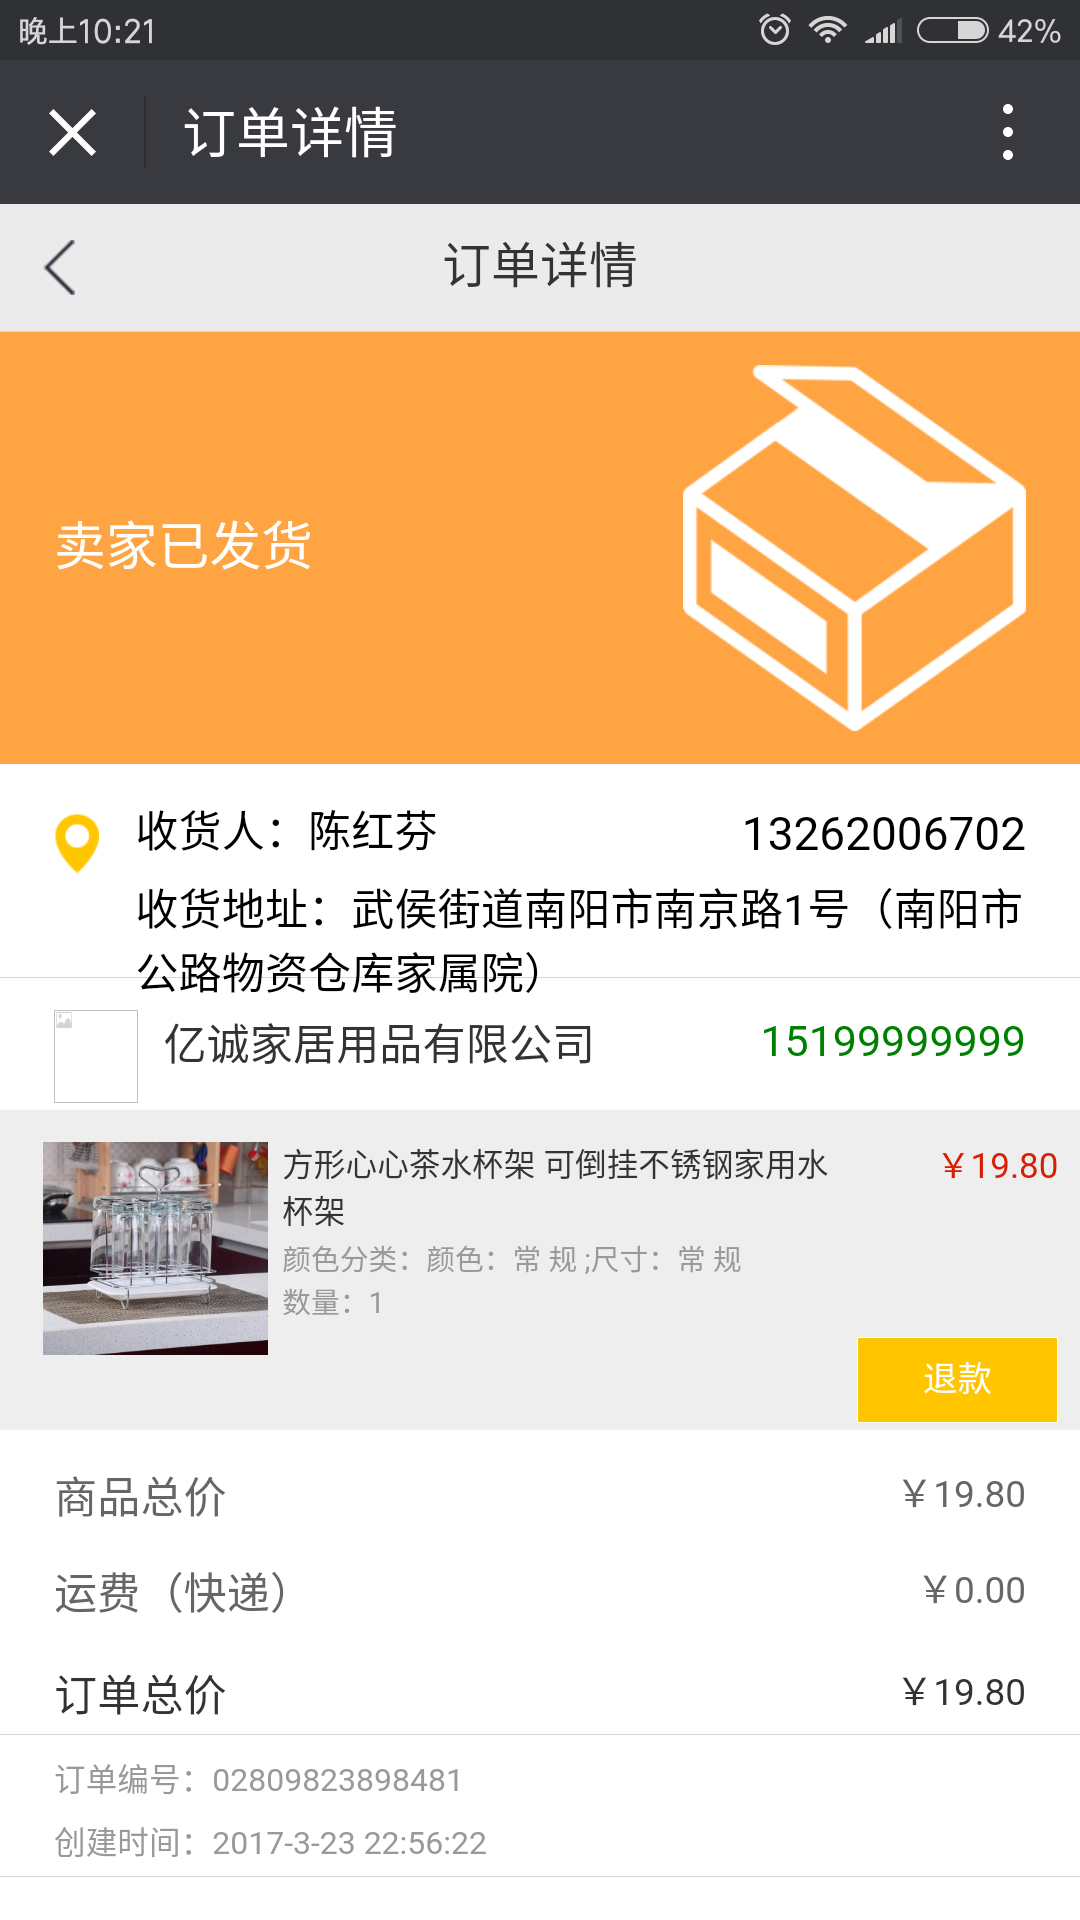 晚上10:21
42%
订单详情
订单详情
卖家已发货
收货人：陈红芬
13262006702
收货地址：武侯街道南阳市南京路1号（南阳市
公路物资仓库家属院）
亿诚家居用品有限公司
15199999999
方形心心茶水杯架 可倒挂不锈钢家用水
杯架
￥19.80
颜色分类：颜色：常 规 ;尺寸：常 规
数量：1
退款
商品总价
￥19.80
运费（快递）
￥0.00
订单总价
￥19.80
订单编号：02809823898481
创建时间：2017-3-23 22:56:22